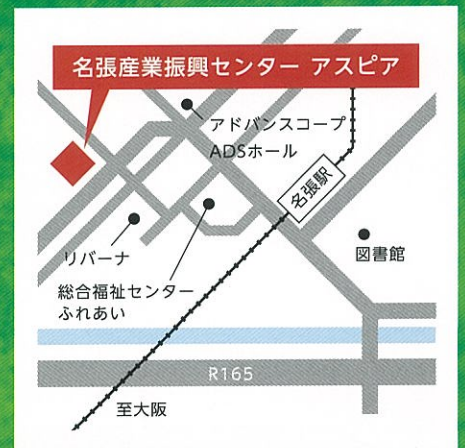 名張産業振興センター アスピア
アドバンスコープ
ADSホール
名張駅
リバーナ
図書館
総合福祉センター
ふれあい
R165
至大阪